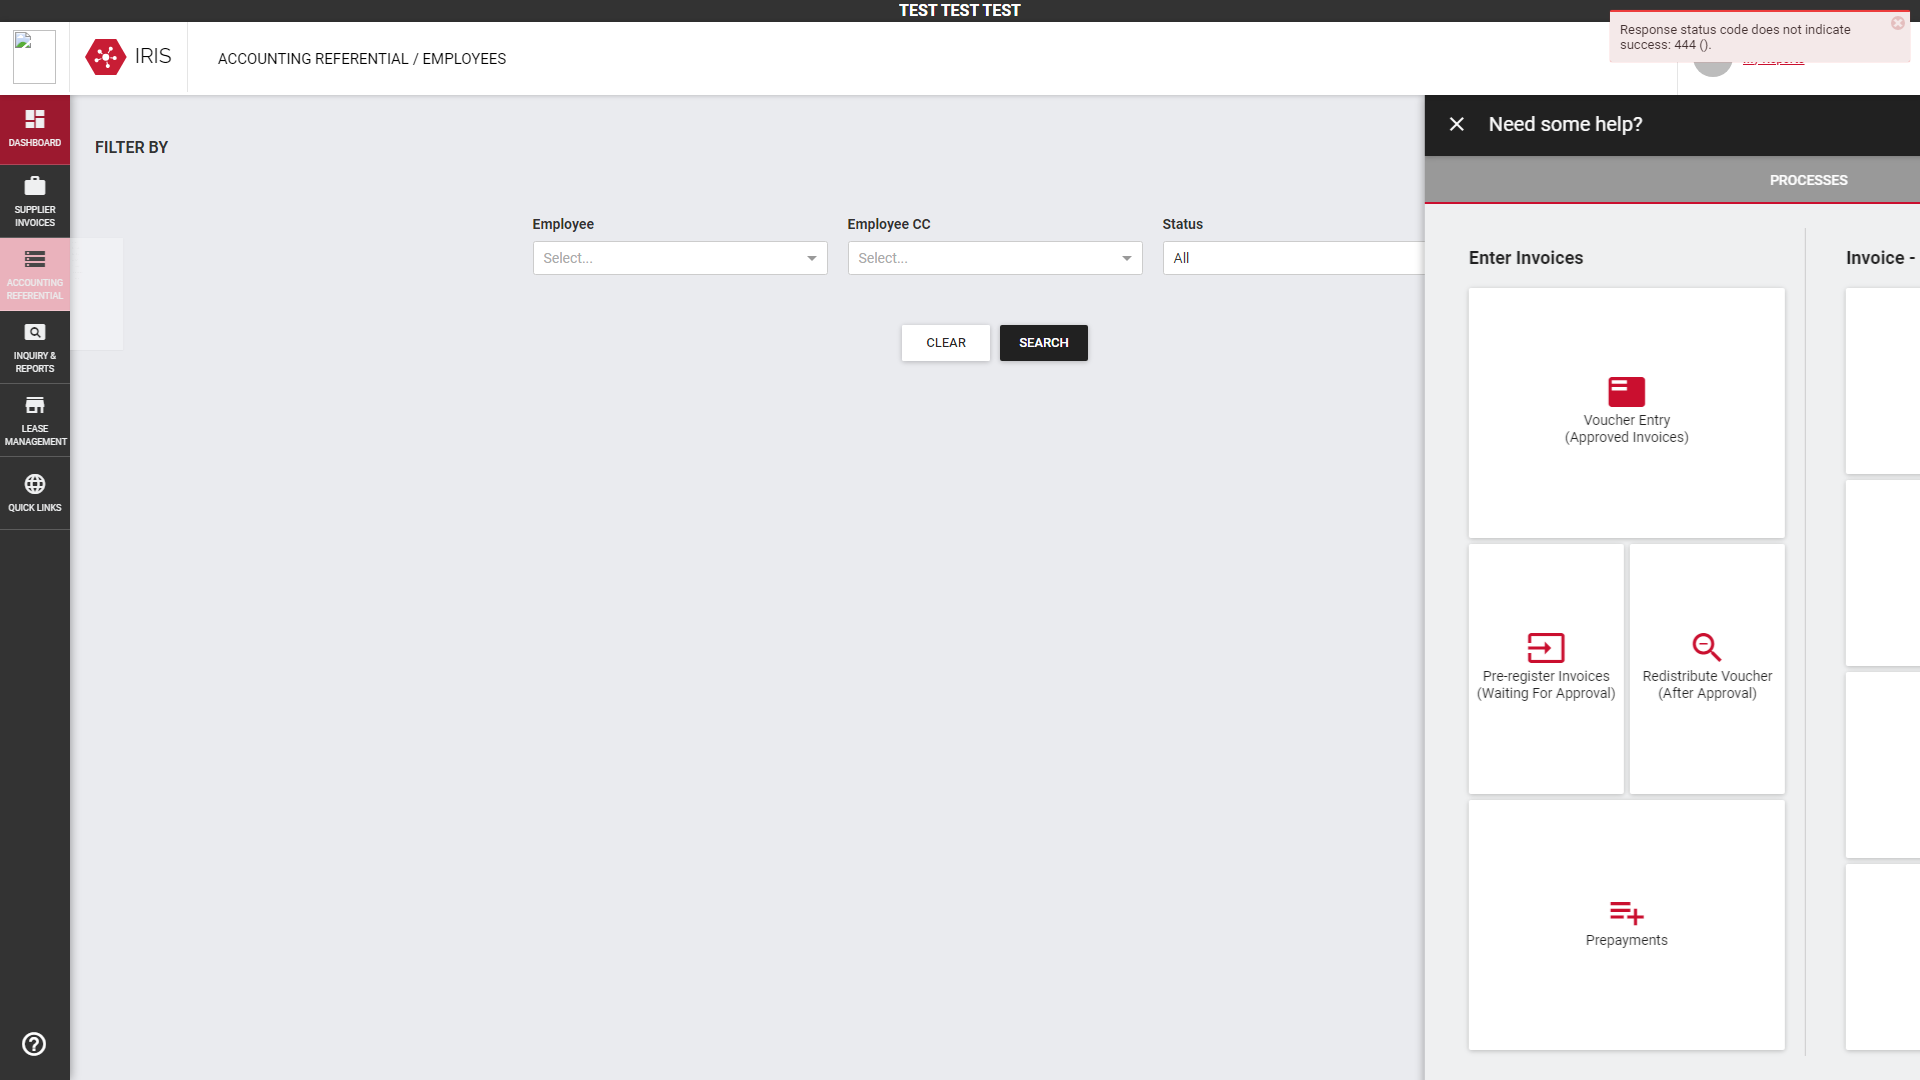 TEST TEST TEST
IRIS
ACCOUNTING REFERENTIAL / EMPLOYEES
Response status code does not indicate
success: 444 ().
DASHBOARD
SUPPLIER
INVOICES
ACCOUNTING
REFERENTIAL
INQUIRY &
REPORTS
LEASE
MANAGEMENT
QUICK LINKS
FILTER BY
Employee
Select...
Employee CC
Select...
Status
All
CLEAR
SEARCH
Need some help?
PROCESSES
Enter Invoices
Voucher Entry
(Approved Invoices)
Pre-register Invoices
(Waiting For Approval)
Redistribute Voucher
(After Approval)
Prepayments
Invoice -